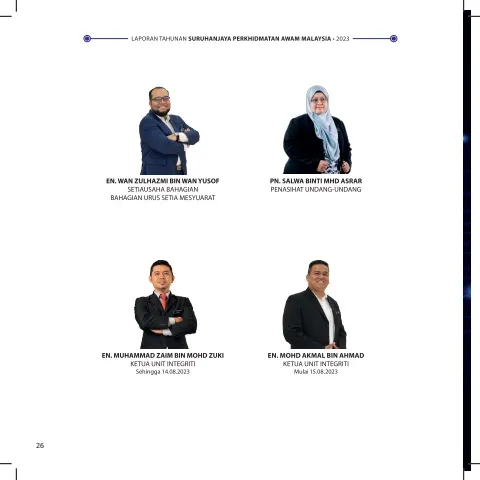 LAPORAN TAHUNAN SURUHANJAYA PERKHIDMATAN AWAM MALAYSIA • 2023
EN. WAN ZULHAZMI BIN WAN YUSOF
SETIAUSAHA BAHAGIAN
BAHAGIAN URUS SETIA MESYUARAT
PN. SALWA BINTI MHD ASRAR
PENASIHAT UNDANG-UNDANG
EN. MUHAMMAD ZAIM BIN MOHD ZUKI
KETUA UNIT INTEGRITI
Sehingga 14.08.2023
EN. MOHD AKMAL BIN AHMAD
KETUA UNIT INTEGRITI
Mulai 15.08.2023
26